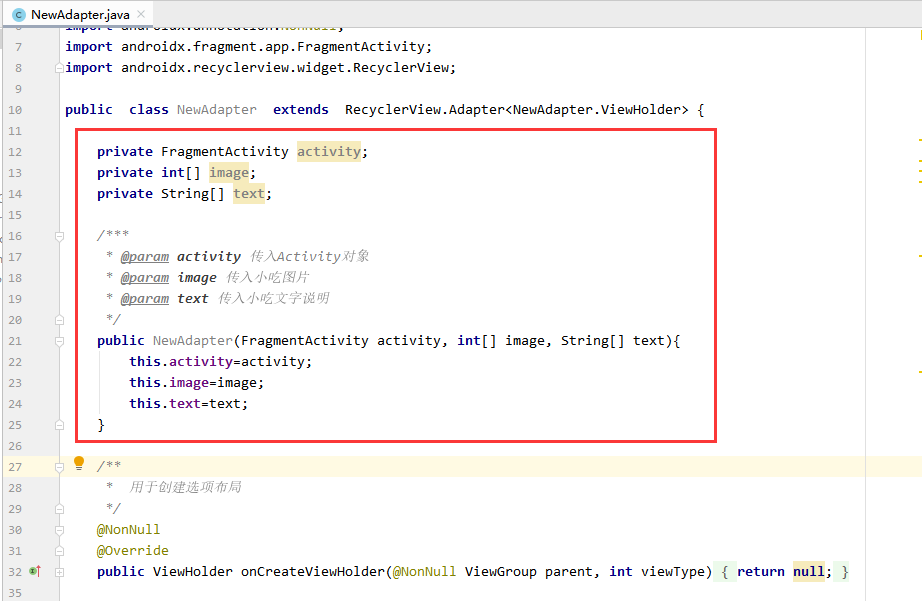 NewAdapter.java
import androidx.annotation.NonNull;
7 import androidx.fragment.app.FragmentActivity;
8 import androidx.recyclerview.widget.RecyclerView;
9
10 public  class NewAdapter  extends  RecyclerView.Adapter<NewAdapter.ViewHolder> {
11
12 private FragmentActivity activity;
13 private int[] image;
14 private String[] text;
15
16 /***
17 * @param activity 传入Activity对象
18 * @param image 传入小吃图片
19 * @param text 传入小吃文字说明
20 */
21 public NewAdapter(FragmentActivity activity, int[] image, String[] text){
22 this.activity=activity;
23 this.image=image;
24 this.text=text;
25 }
26
27 /**
28 *  用于创建选项布局
29 */
30 @NonNull
31 @Override
32 public ViewHolder onCreateViewHolder(@NonNull ViewGroup parent, int viewType) { return null; }
35